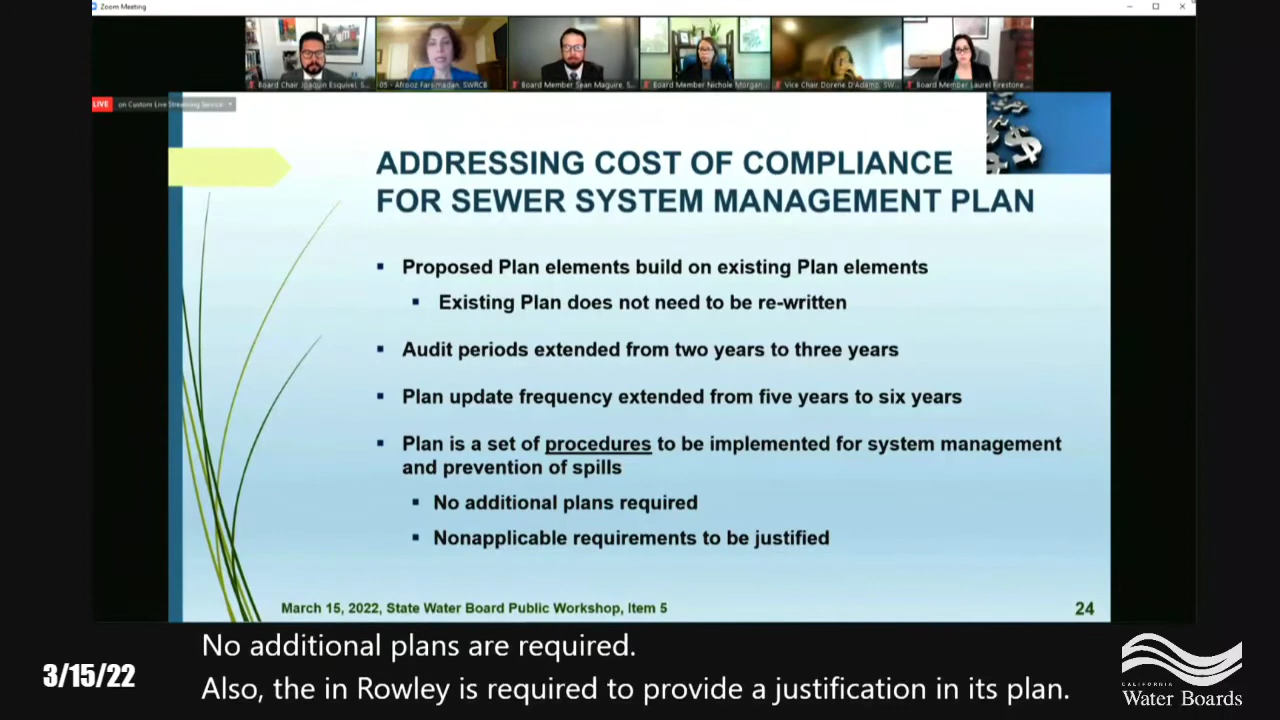 Zoom Meeting
Board Chair Joaquin Esquivel, S...
05 - Afrooz Farsimadan, SWRCB
Board Member Sean Maguire, S...
Board Member Nichole Morgan...
Vice Chair Dorene D'Adamo, SW...
Board Member Laurel Firestone...
LIVE on Custom Live Streaming Service
ADDRESSING COST OF COMPLIANCE
FOR SEWER SYSTEM MANAGEMENT PLAN
▪ Proposed Plan elements build on existing Plan elements
▪ Existing Plan does not need to be re-written
▪ Audit periods extended from two years to three years
▪ Plan update frequency extended from five years to six years
▪ Plan is a set of procedures to be implemented for system management
and prevention of spills
▪ No additional plans required
▪ Nonapplicable requirements to be justified
March 15, 2022, State Water Board Public Workshop, Item 5
24
No additional plans are required.
3/15/22
Also, the in Rowley is required to provide a justification in its plan.
CALIFORNIA
Water Boards